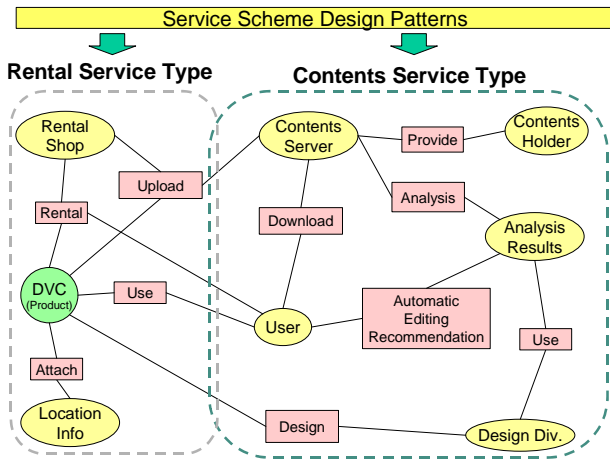 Service Scheme Design Patterns
Rental Service Type
Contents Service Type
Rental
Shop
Contents
Server
Provide
Contents
Holder
Upload
Analysis
Rental
Download
Analysis
Results
DVC
(Product)
Use
User
Automatic
Editing
Recommendation
Use
Attach
Location
Info
Design
Design Div.